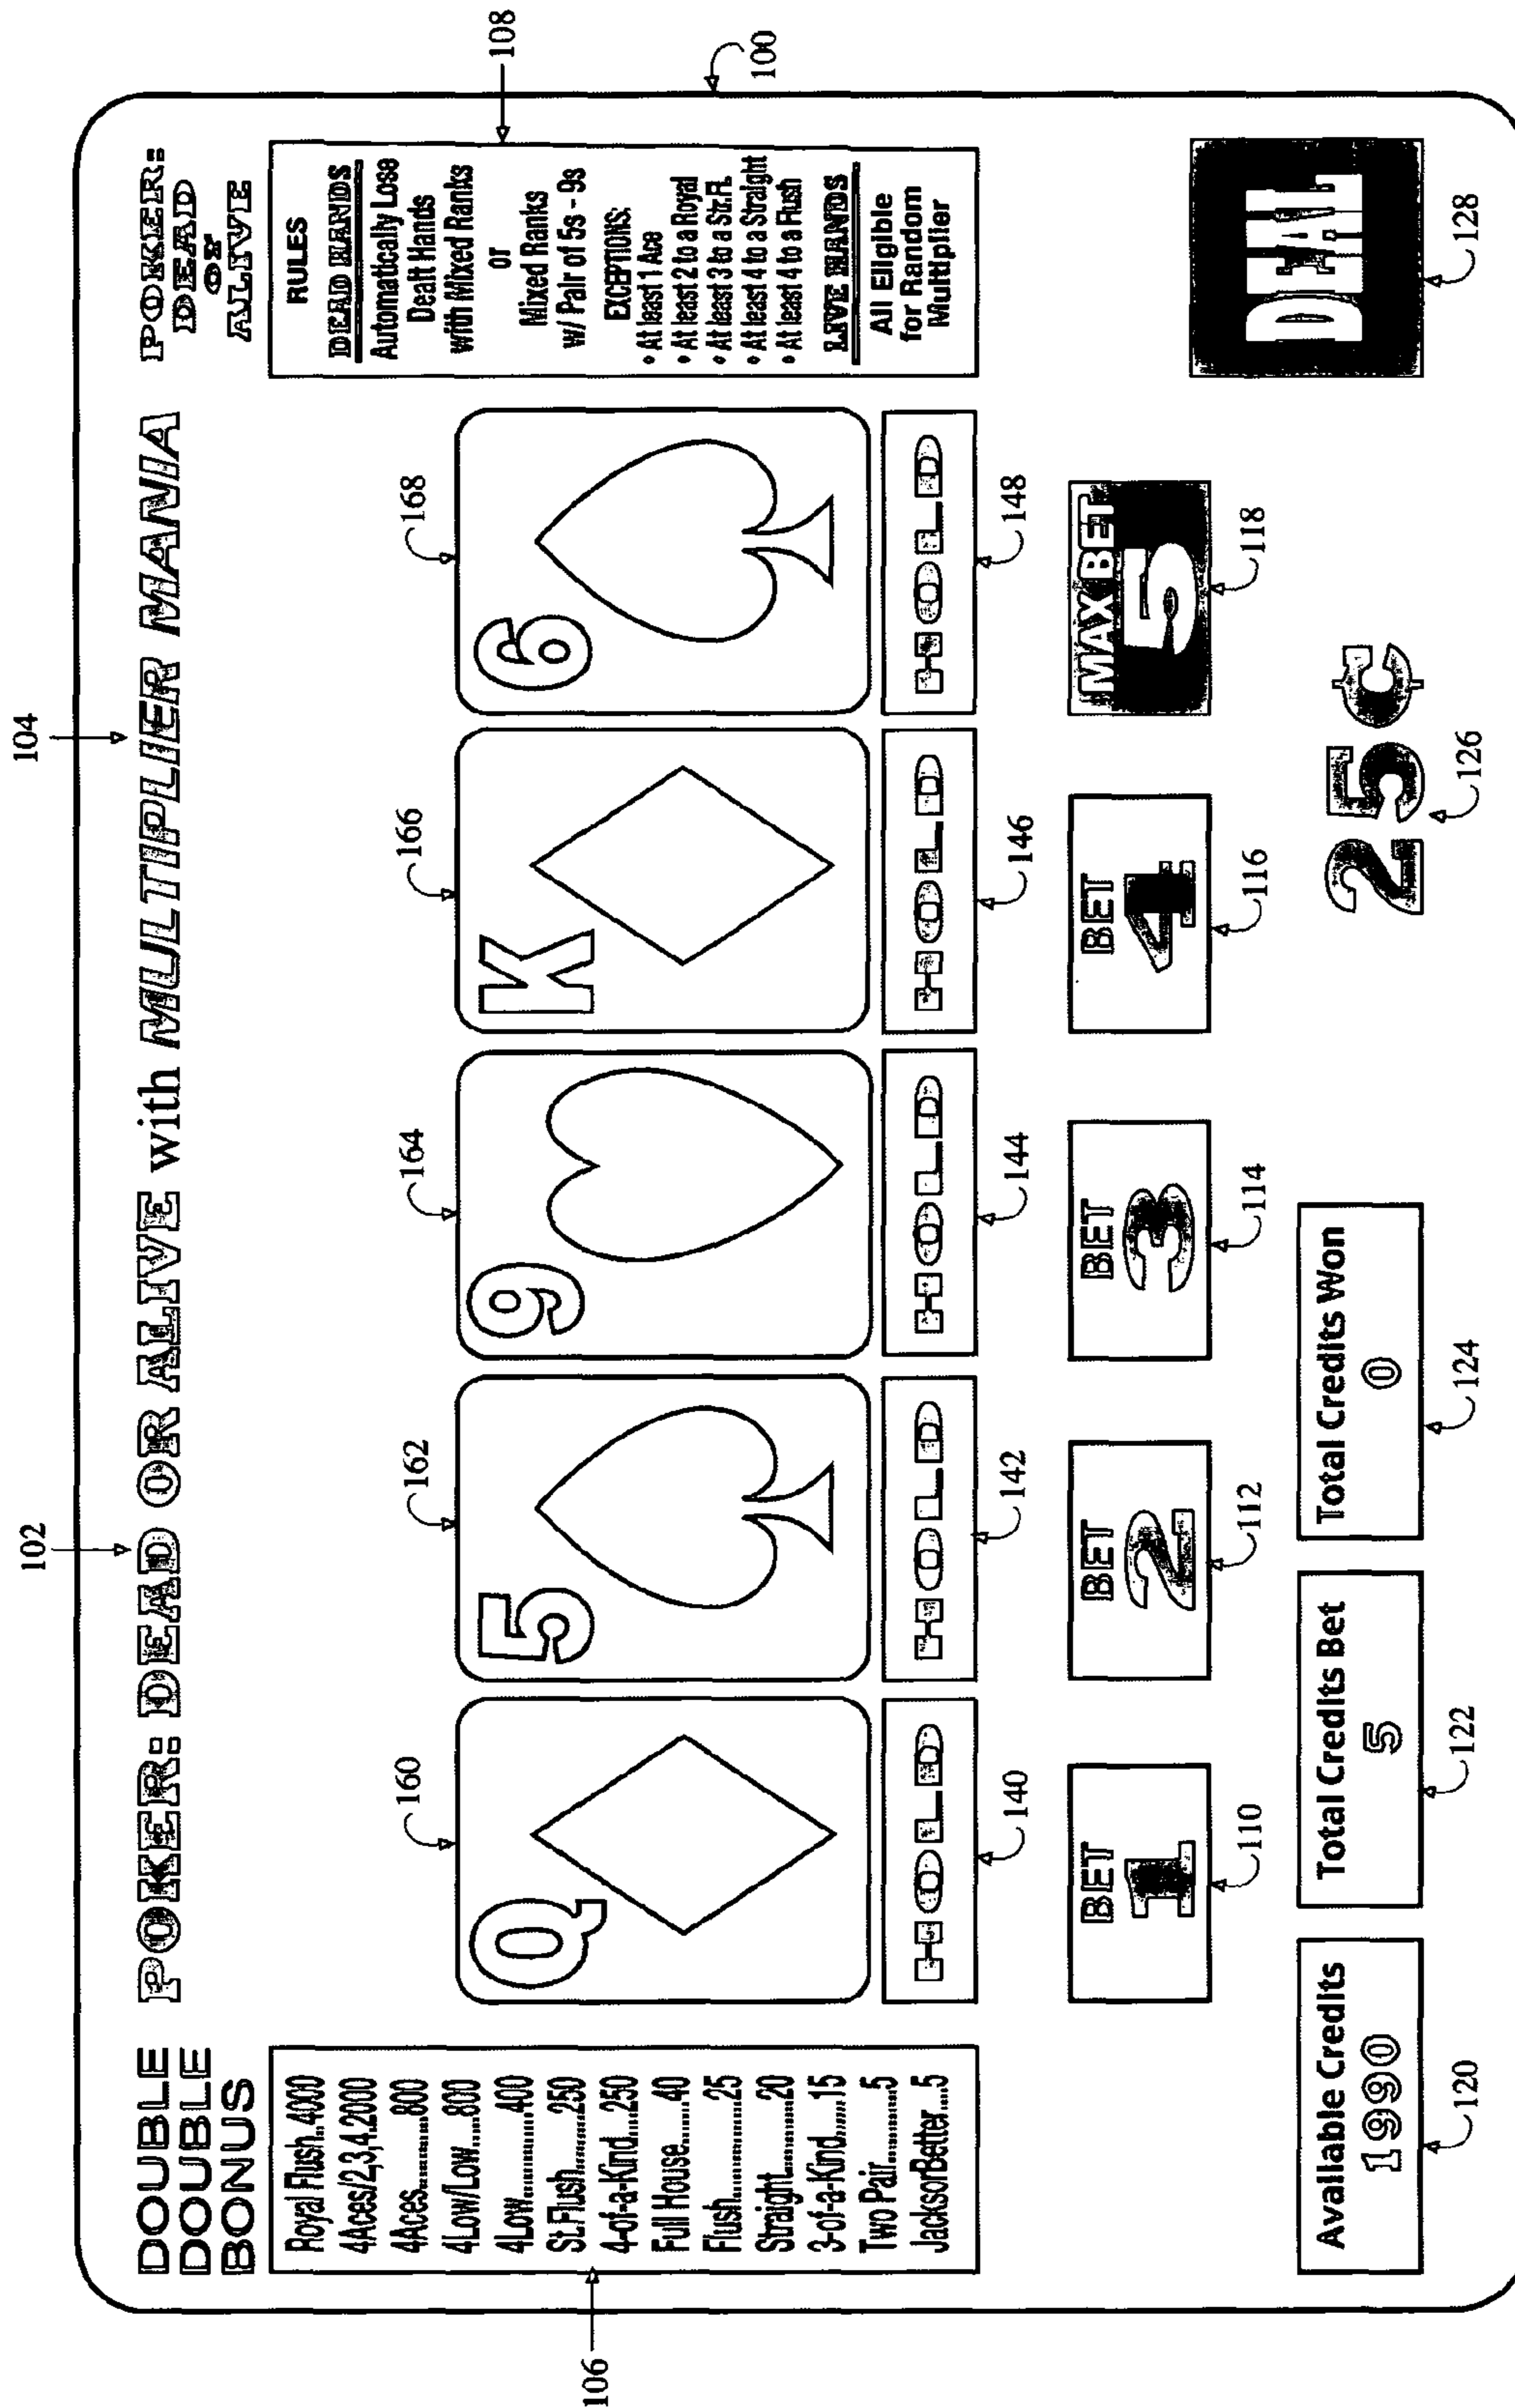 102
104
POKER: DEAD OR ALIVE with MULTIPLIER MANIA
DOUBLE
DOUBLE
BONUS
Royal Flush..4000
4Aces/2,3,4.2000
4Aces........800
4Low/Low.....800
4Low.........400
St.Flush......250
4-of-a-Kind...250
Full House.......40
Flush..............25
Straight..........20
3-of-a-Kind.....15
Two Pair.........5
JacksorBetter...5
106
POKER:
DEAD
OR
ALIVE
RULES
DEAD HANDS
Automatically Lose
Dealt Hands
with Mixed Ranks
or
Mixed Ranks
w/ Pair of 5s - 9s
EXCEPTIONS:
• At least 1 Ace
• At least 2 to a Royal
• At least 3 to a Str.Fl.
• At least 4 to a Straight
• At least 4 to a Flush
LIVE HANDS
All Eligible
for Random
Multiplier
108
100
160 162 164 166 168
Q 5 9 K 6
HOLD HOLD HOLD HOLD HOLD
140 142 144 146 148
BET 1
BET 2
BET 3
BET 4
MAX BET 5
110 112 114 116 118
Available Credits
1990
Total Credits Bet
5
Total Credits Won
0
25¢
DEAL
120 122 124 126 128